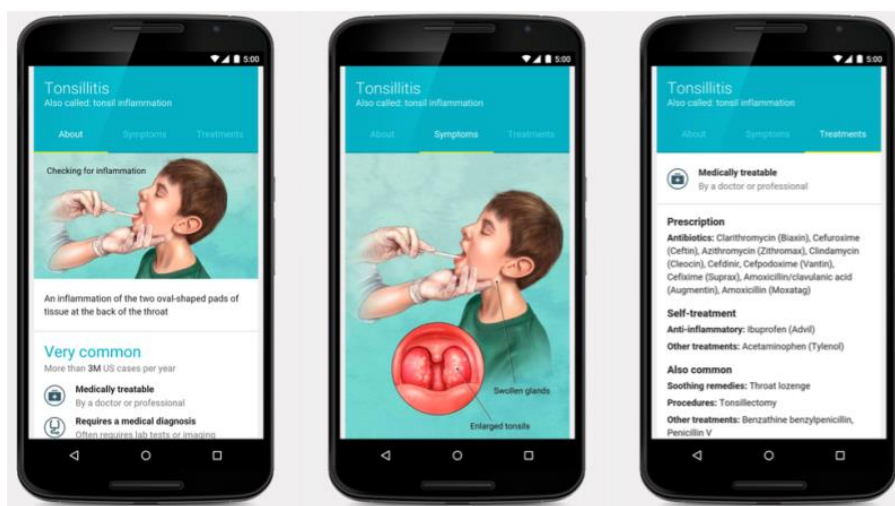 5:00
Tonsillitis
Also called: tonsil inflammation
About Symptoms Treatments
Checking for inflammation
An inflammation of the two oval-shaped pads of
tissue at the back of the throat
Very common
More than 3M US cases per year
Medically treatable
By a doctor or professional
Requires a medical diagnosis
Often requires lab tests or imaging
5:00
Tonsillitis
Also called: tonsil inflammation
About Symptoms Treatments
Swollen glands
Enlarged tonsils
5:00
Tonsillitis
Also called: tonsil inflammation
About Symptoms Treatments
Medically treatable
By a doctor or professional
Prescription
Antibiotics: Clarithromycin (Biaxin), Cefuroxime
(Ceftin), Azithromycin (Zithromax), Clindamycin
(Cleocin), Cefdinir, Cefpodoxime (Vantin),
Cefixime (Suprax), Amoxicillin/clavulanic acid
(Augmentin), Amoxicillin (Moxatag)
Self-treatment
Anti-inflammatory: Ibuprofen (Advil)
Other treatments: Acetaminophen (Tylenol)
Also common
Soothing remedies: Throat lozenge
Procedures: Tonsillectomy
Other treatments: Benzathine benzylpenicillin,
Penicillin V